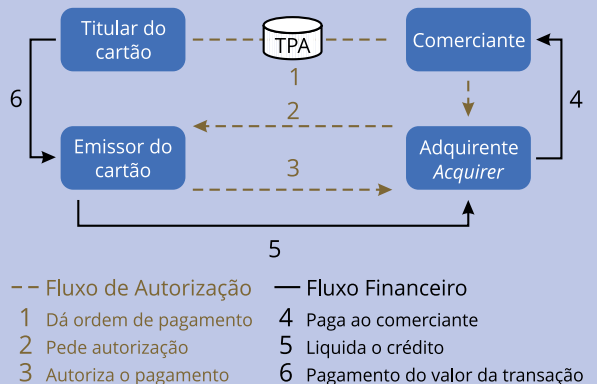 Titular do
cartão
TPA
Comerciante
1
6
2
4
Emissor do
cartão
3
Adquirente
Acquirer
5
Fluxo de Autorização
1 Dá ordem de pagamento
2 Pede autorização
3 Autoriza o pagamento
Fluxo Financeiro
4 Paga ao comerciante
5 Liquida o crédito
6 Pagamento do valor da transação